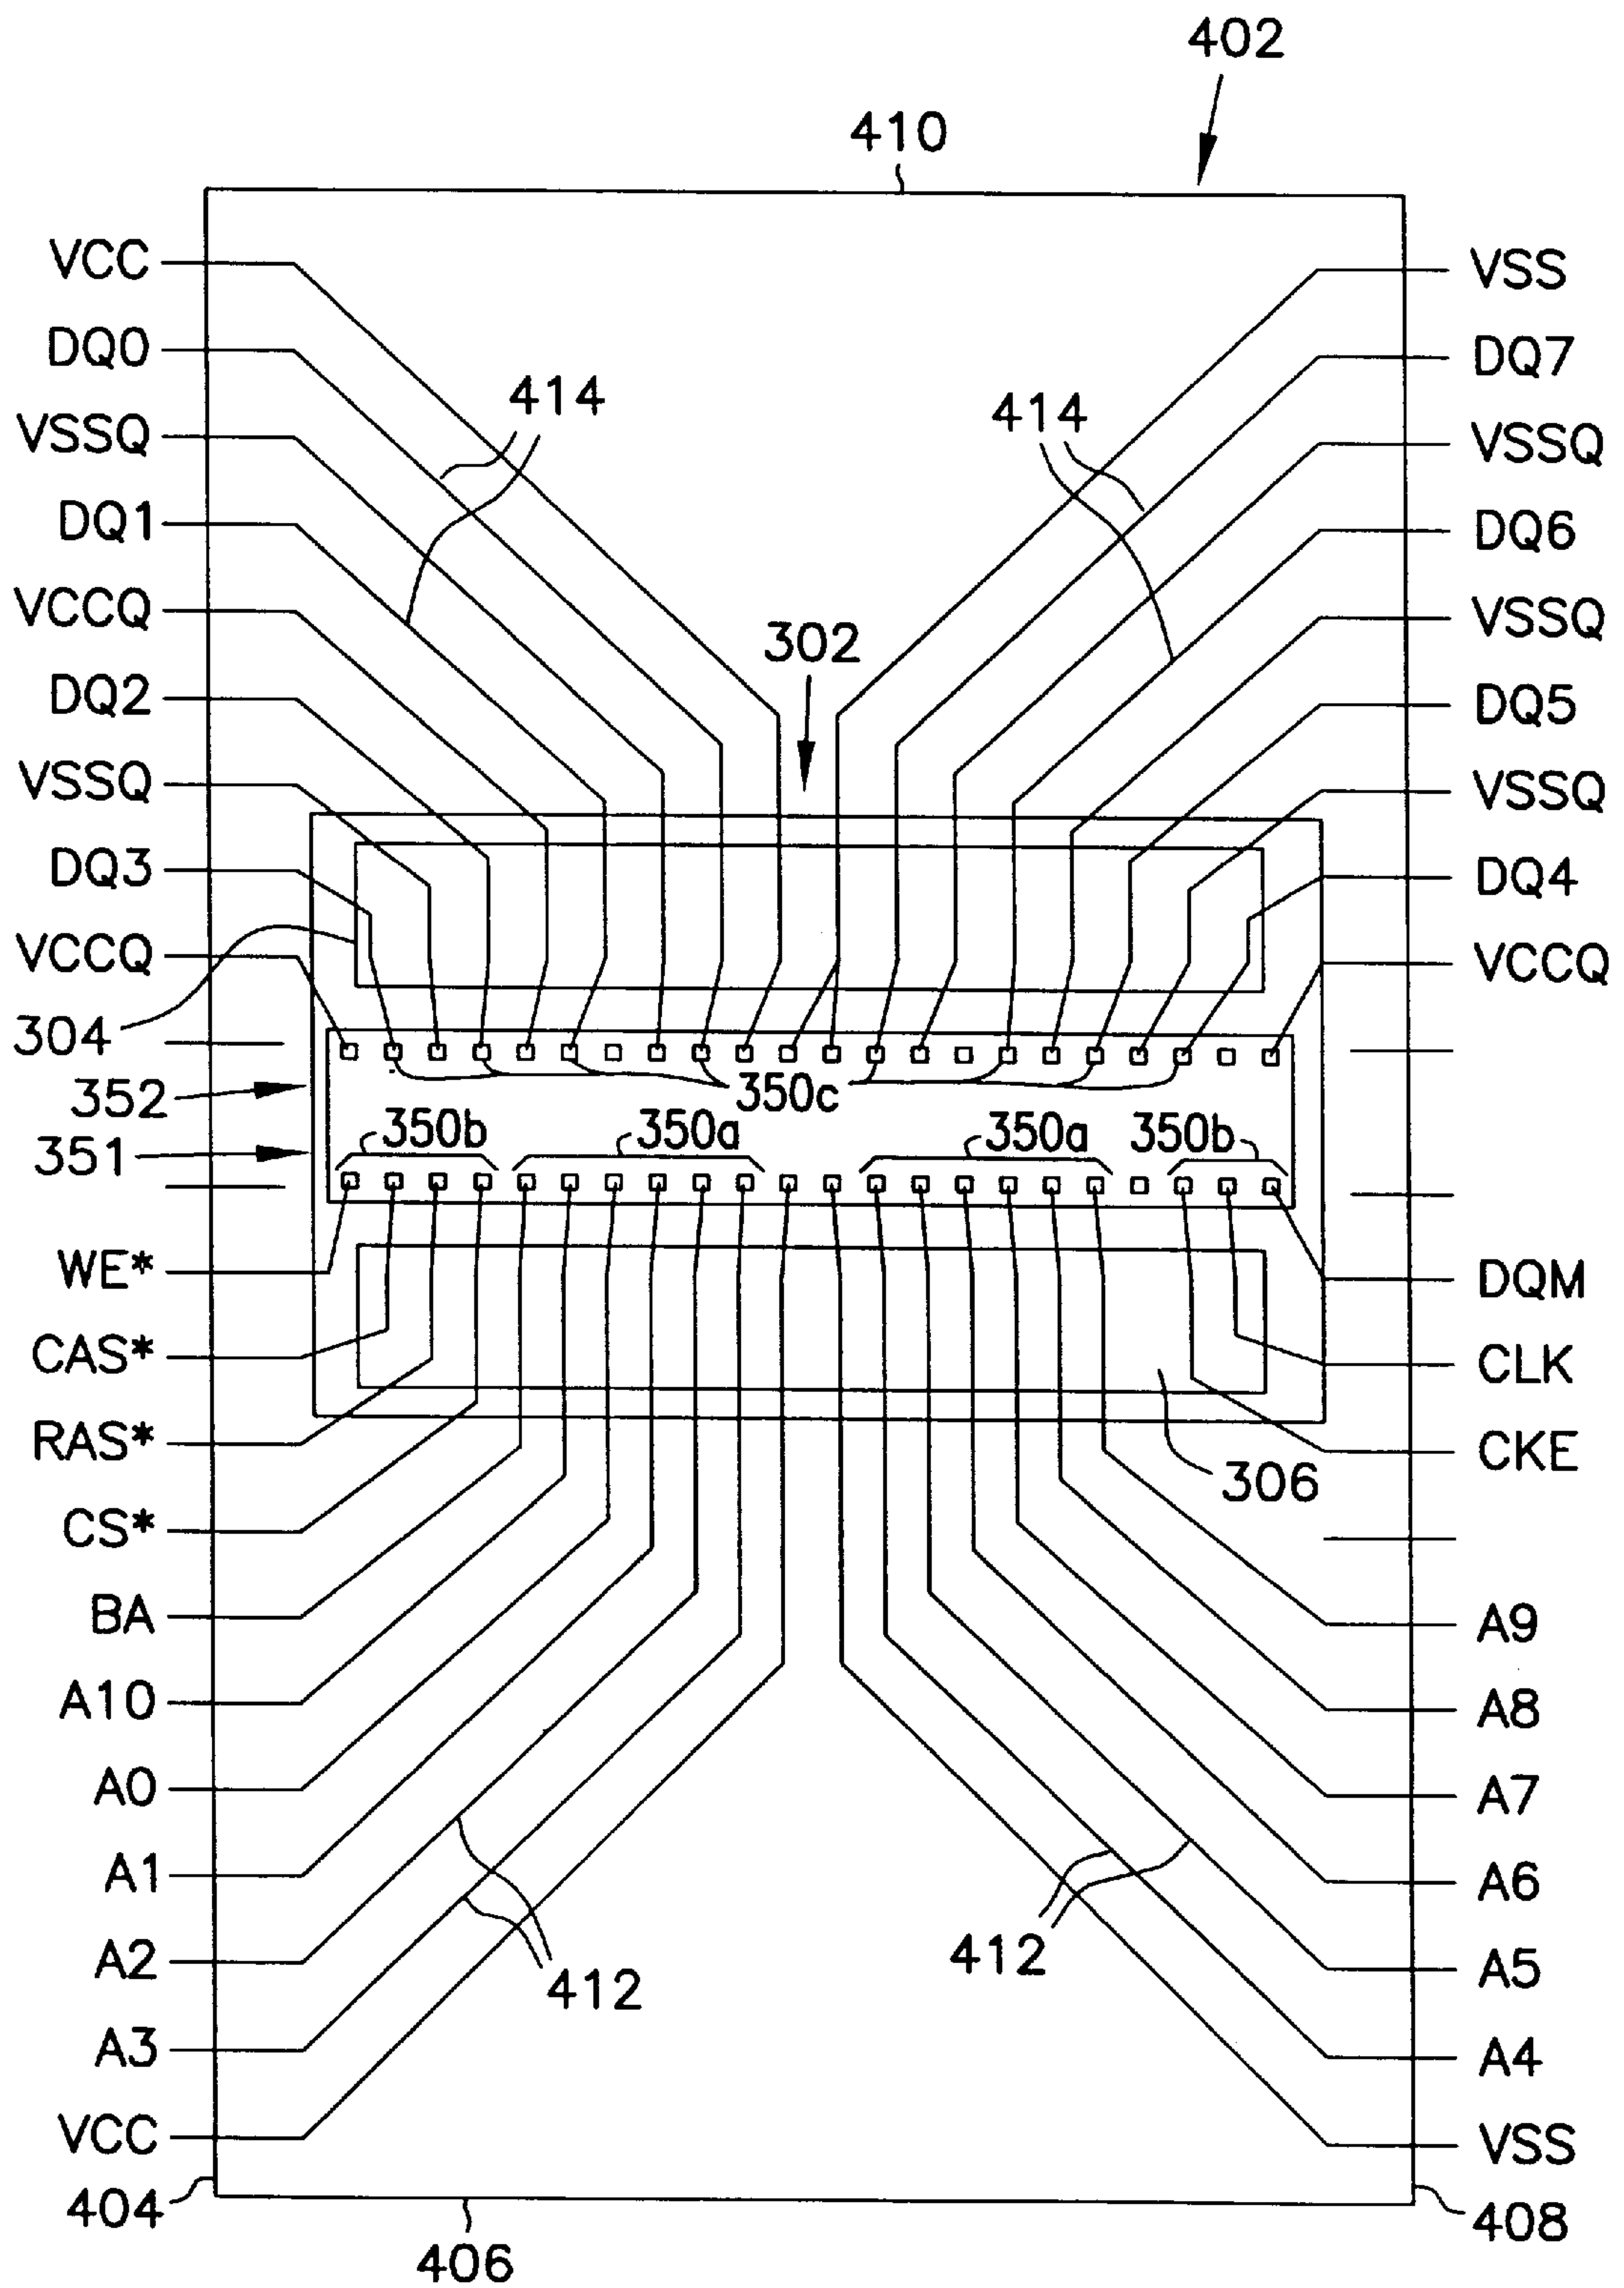 402
410
VCC
VSS
DQ0
DQ7
414
414
VSSQ
VSSQ
DQ1
DQ6
VCCQ
VSSQ
302
DQ2
DQ5
VSSQ
VSSQ
DQ3
DQ4
VCCQ
VCCQ
304
352
350c
351
350b
350a
350a
350b
WE*
DQM
CAS*
CLK
RAS*
CKE
306
CS*
BA
A9
A10
A8
A0
A7
A1
A6
412
412
A2
A5
A3
A4
VCC
VSS
404
408
406